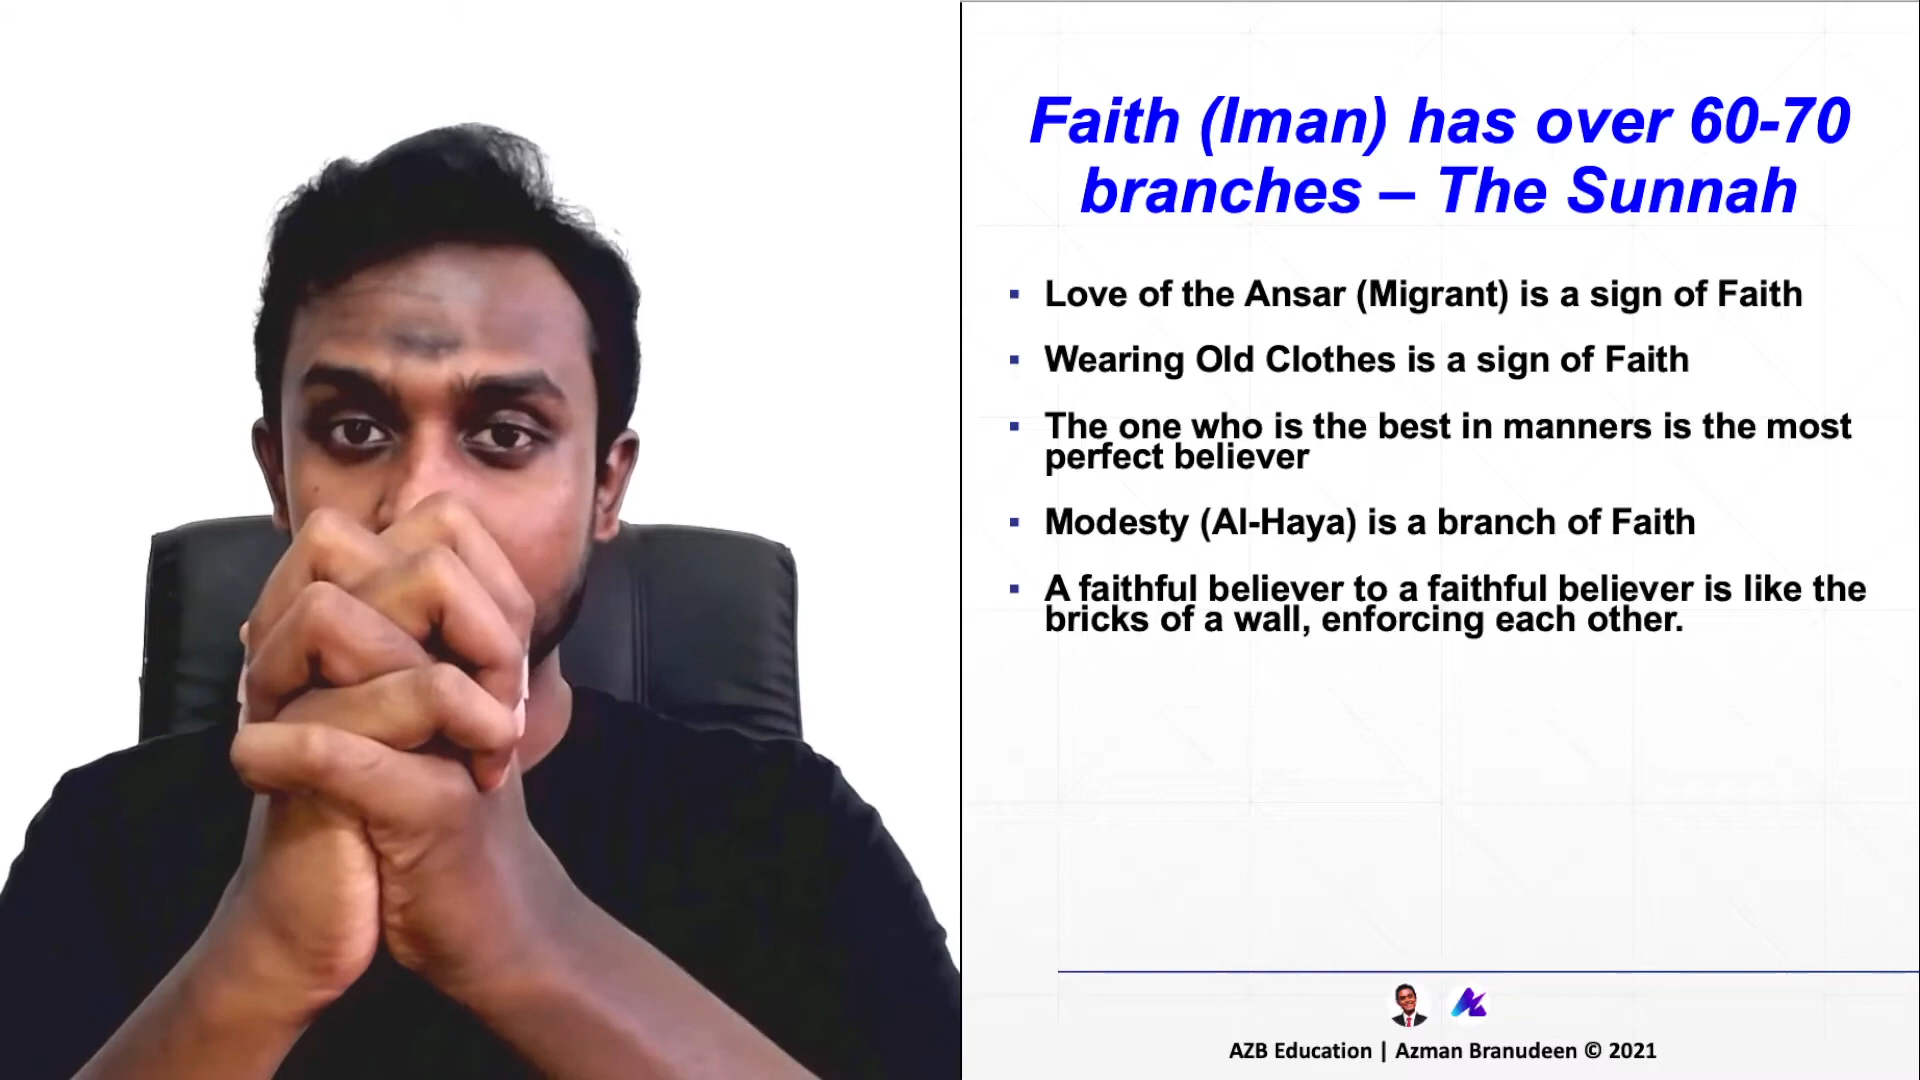 Faith (Iman) has over 60-70
branches – The Sunnah
▪ Love of the Ansar (Migrant) is a sign of Faith
▪ Wearing Old Clothes is a sign of Faith
▪ The one who is the best in manners is the most
perfect believer
▪ Modesty (Al-Haya) is a branch of Faith
▪ A faithful believer to a faithful believer is like the
bricks of a wall, enforcing each other.
AZB Education | Azman Branudeen © 2021